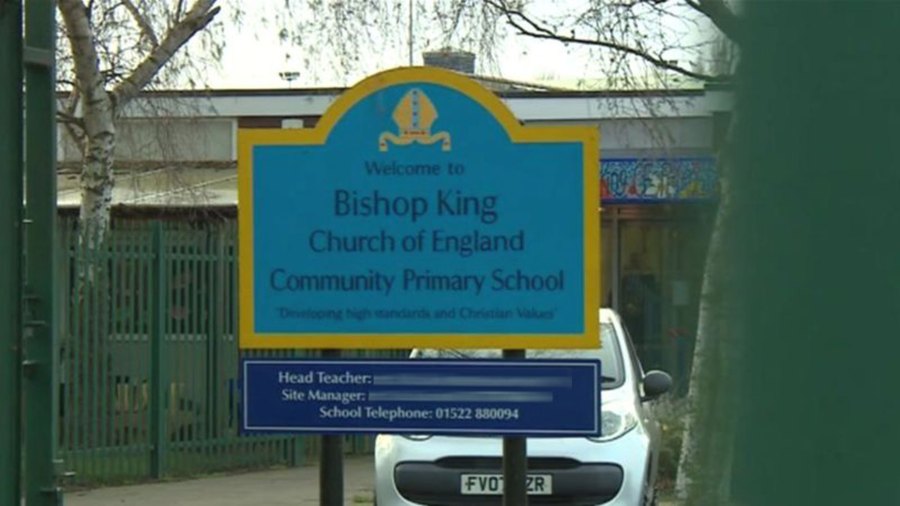 Welcome to
Bishop King
Church of England
Community Primary School
'Developing high standards and Christian Values'
Head Teacher:
Site Manager:
School Telephone: 01522 880094